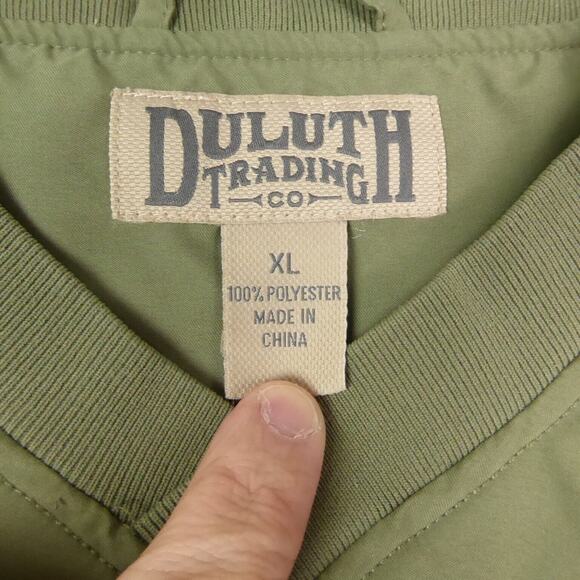 DULUTH
TRADING
CO
XL
100% POLYESTER
MADE IN
CHINA